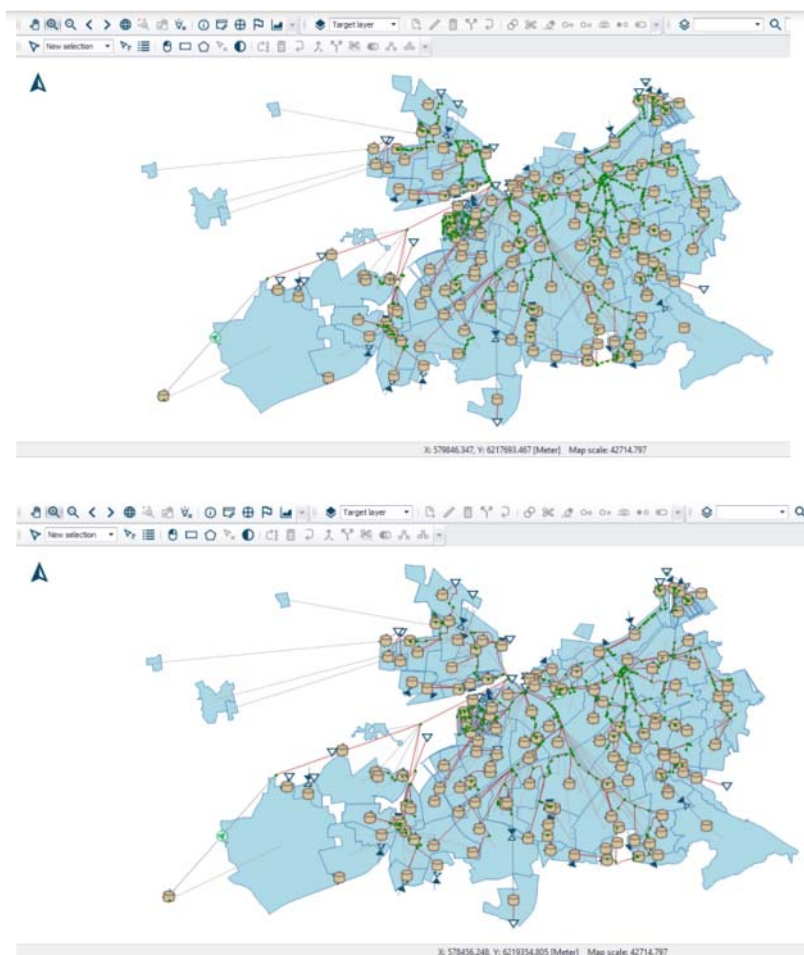 Target layer
New selection
X: 579846.347, Y: 6217693.467 [Meter] Map scale: 42714.797
Target layer
New selection
X: 578456.248, Y: 6219354.805 [Meter] Map scale: 42714.797